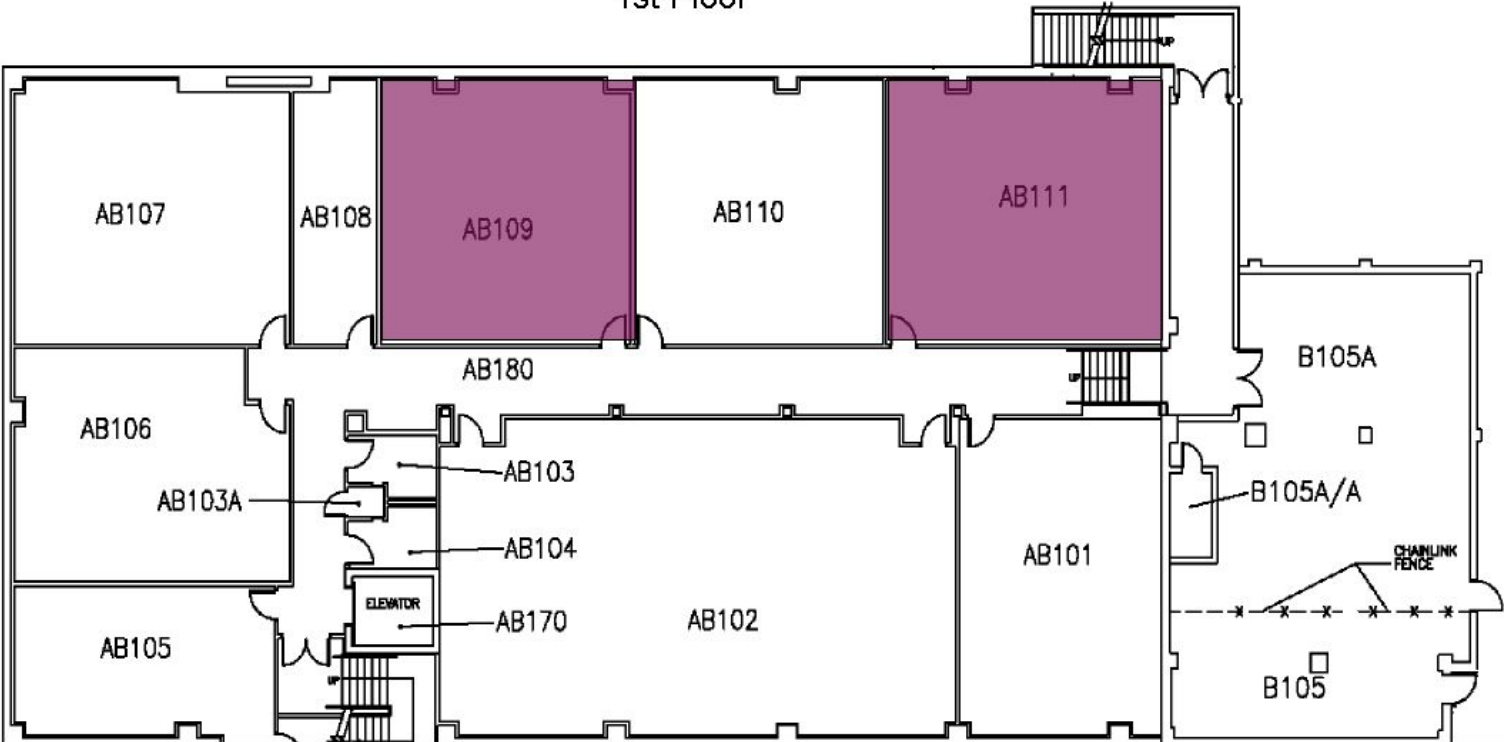 1st Floor
UP
AB107
AB108
AB109
AB110
AB111
AB180
UP
B105A
AB106
AB103
AB103A
B105A/A
AB104
AB101
CHAINLINK
FENCE
ELEVATOR
AB170
AB102
AB105
UP
B105